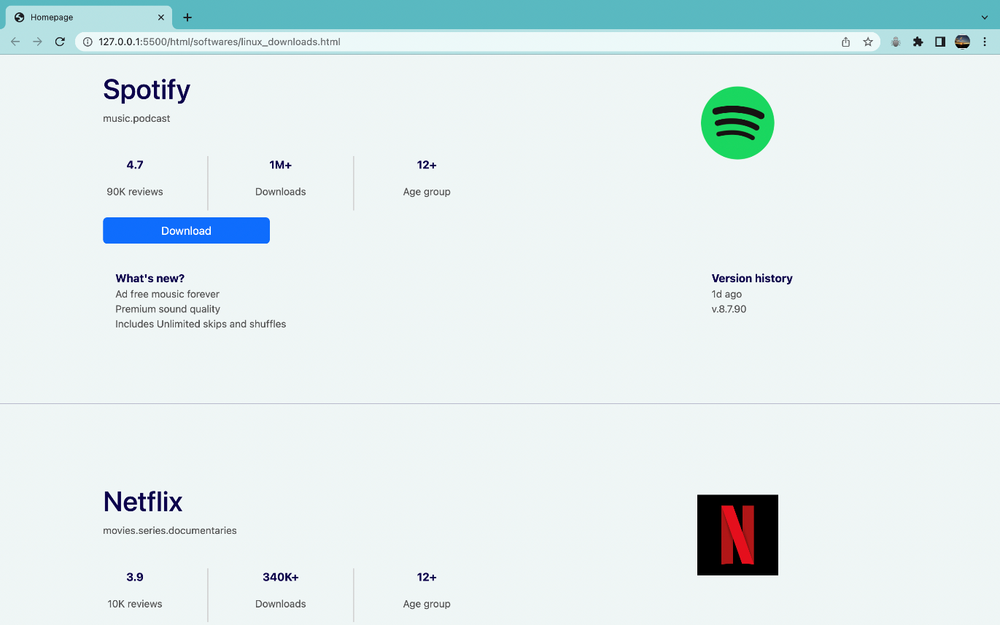 Homepage
127.0.0.1:5500/html/softwares/linux_downloads.html
Spotify
music.podcast
4.7 1M+ 12+
90K reviews Downloads Age group
Download
What's new? Version history
Ad free mousic forever 1d ago
Premium sound quality v.8.7.90
Includes Unlimited skips and shuffles
Netflix
movies.series.documentaries
3.9 340K+ 12+
10K reviews Downloads Age group